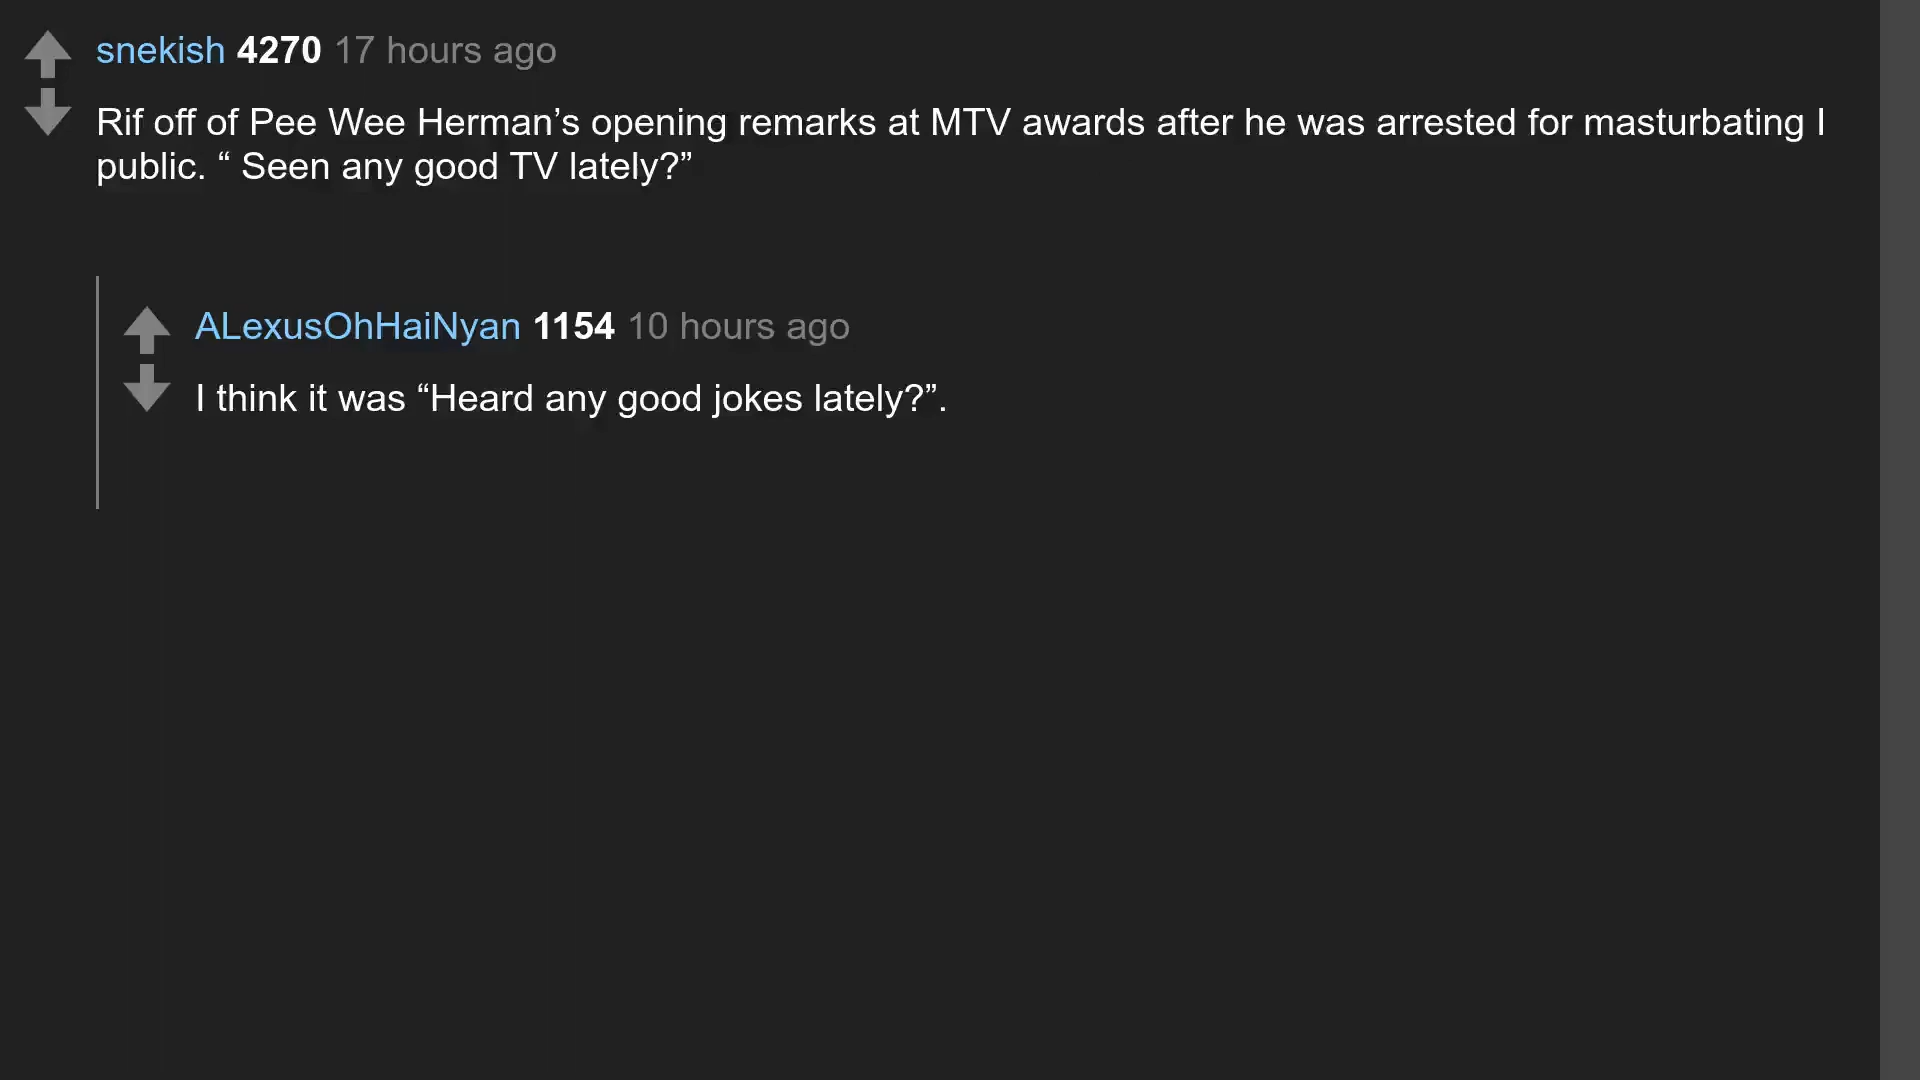 snekish 4270 17 hours ago
Rif off of Pee Wee Herman’s opening remarks at MTV awards after he was arrested for masturbating I
public. “ Seen any good TV lately?”
ALexusOhHaiNyan 1154 10 hours ago
I think it was “Heard any good jokes lately?”.